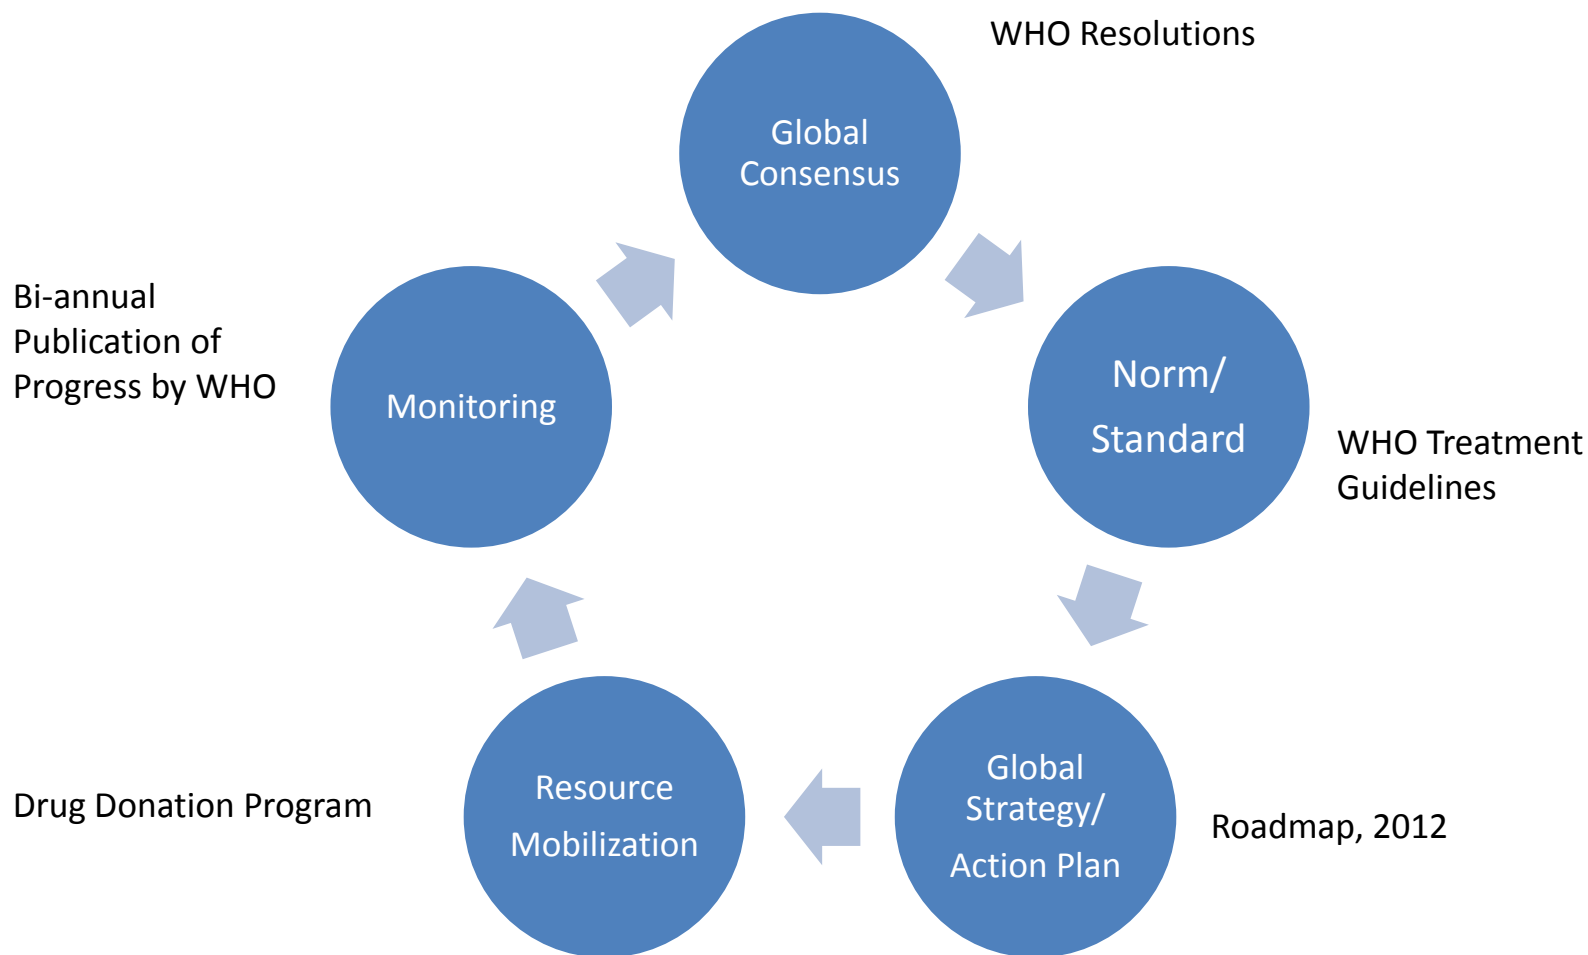 WHO Resolutions
Global
Consensus
Norm/
Standard
WHO Treatment
Guidelines
Global
Strategy/
Action Plan
Roadmap, 2012
Resource
Mobilization
Drug Donation Program
Monitoring
Bi-annual
Publication of
Progress by WHO